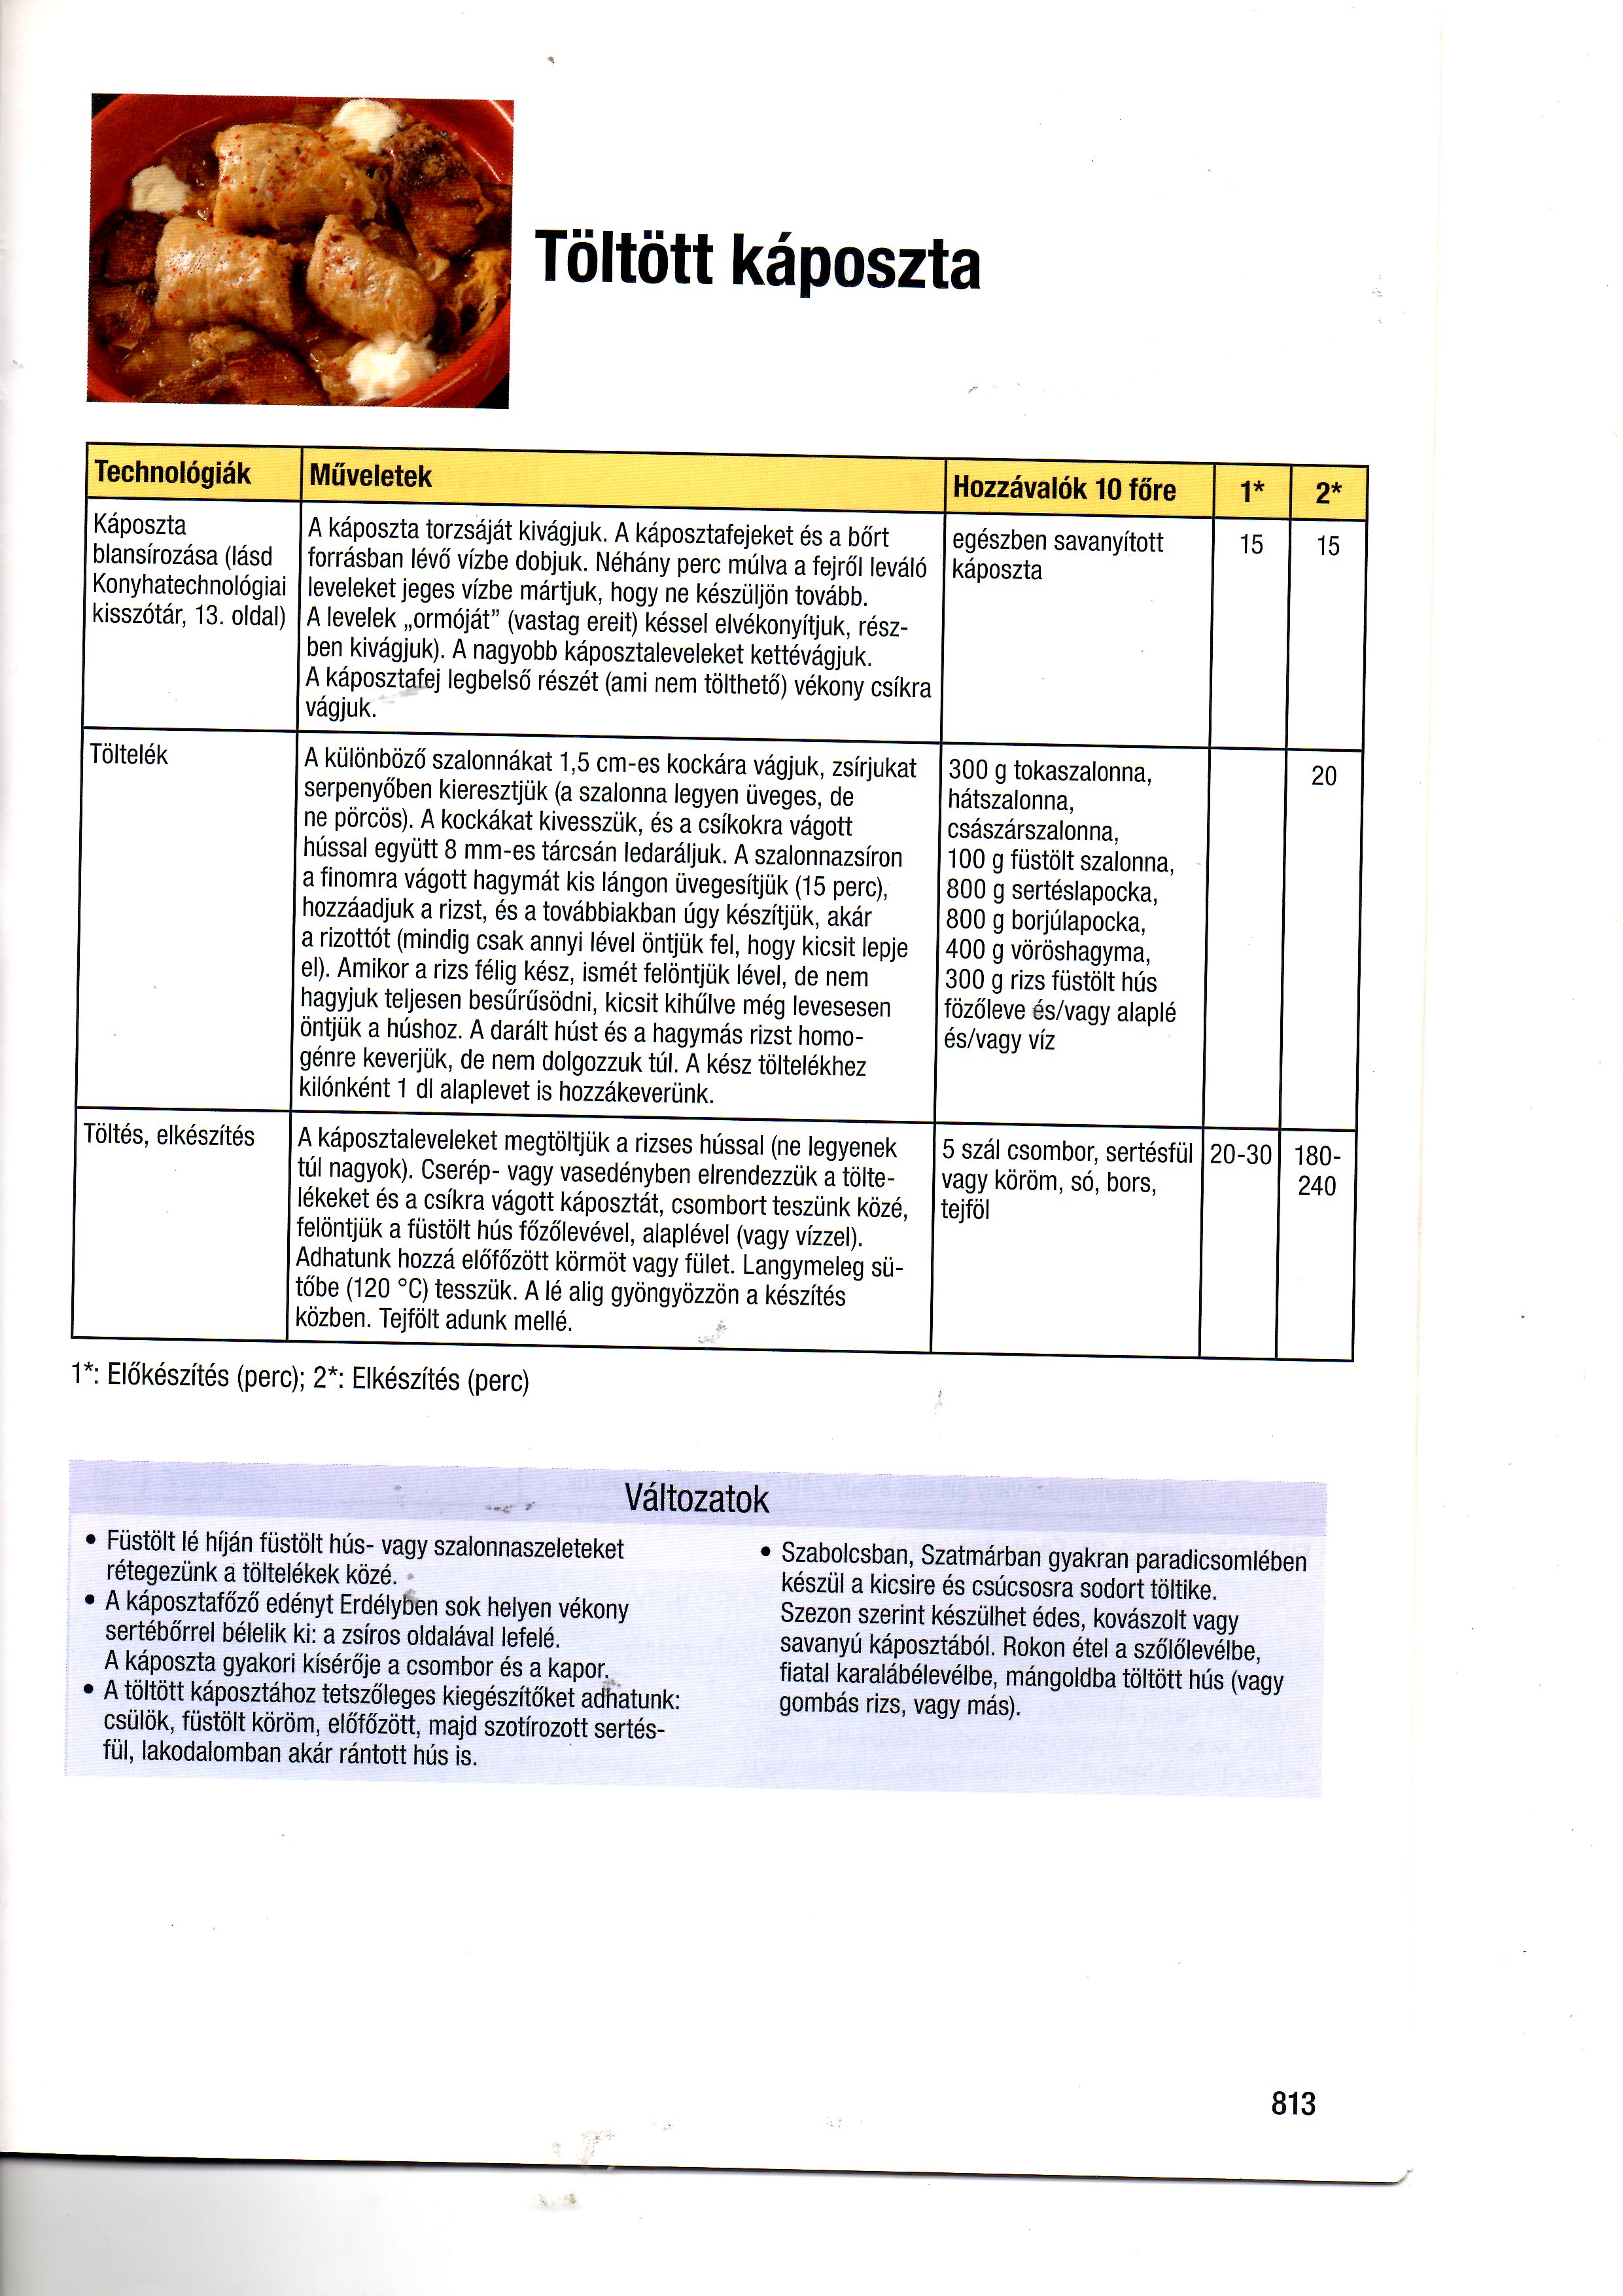 Töltött káposzta
Technológiák
Műveletek
Hozzávalók 10 főre
1*
2*
Káposzta
blansírozása (lásd
Konyhatechnológiai
kisszótár, 13. oldal)
A káposzta torzsáját kivágjuk. A káposztafejeket és a bőrt
forrásban lévő vízbe dobjuk. Néhány perc múlva a fejről leváló
leveleket jeges vízbe mártjuk, hogy ne készüljön tovább.
A levelek „ormóját” (vastag ereit) késsel elvékonyítjuk, rész-
ben kivágjuk). A nagyobb káposztaleveleket kettévágjuk.
A káposztafej legbelső részét (ami nem tölthető) vékony csíkra
vágjuk.
egészben savanyított
káposzta
15
15
Töltelék
A különböző szalonnákat 1,5 cm-es kockára vágjuk, zsírjukat
serpenyőben kieresztjük (a szalonna legyen üveges, de
ne pörcös). A kockákat kivesszük, és a csíkokra vágott
hússal együtt 8 mm-es tárcsán ledaráljuk. A szalonnazsíron
a finomra vágott hagymát kis lángon üvegesítjük (15 perc),
hozzáadjuk a rizst, és a továbbiakban úgy készítjük, akár
a rizottót (mindig csak annyi lével öntjük fel, hogy kicsit lepje
el). Amikor a rizs félig kész, ismét felöntjük lével, de nem
hagyjuk teljesen besűrűsödni, kicsit kihűlve még levesesen
öntjük a húshoz. A darált húst és a hagymás rizst homo-
génre keverjük, de nem dolgozzuk túl. A kész töltelékhez
kilónként 1 dl alaplevet is hozzákeverünk.
300 g tokaszalonna,
hátszalonna,
császárszalonna,
100 g füstölt szalonna,
800 g sertéslapocka,
800 g borjúlapocka,
400 g vöröshagyma,
300 g rizs füstölt hús
főzőleve és/vagy alaplé
és/vagy víz
20
Töltés, elkészítés
A káposztaleveleket megtöltjük a rizses hússal (ne legyenek
túl nagyok). Cserép- vagy vasedényben elrendezzük a tölte-
lékeket és a csíkra vágott káposztát, csombort teszünk közé,
felöntjük a füstölt hús főzőlevével, alaplével (vagy vízzel).
Adhatunk hozzá előfőzött körmöt vagy fület. Langymeleg sü-
tőbe (120 °C) tesszük. A lé alig gyöngyözzön a készítés
közben. Tejfölt adunk mellé.
5 szál csombor, sertésfül
vagy köröm, só, bors,
tejföl
20-30
180-
240
1*: Előkészítés (perc); 2*: Elkészítés (perc)
Változatok
• Füstölt lé híján füstölt hús- vagy szalonnaszeleteket
rétegezünk a töltelékek közé.
• A káposztafőző edényt Erdélyben sok helyen vékony
sertébőrrel bélelik ki: a zsíros oldalával lefelé.
A káposzta gyakori kísérője a csombor és a kapor.
• A töltött káposztához tetszőleges kiegészítőket adhatunk:
csülök, füstölt köröm, előfőzött, majd szotírozott sertés-
fül, lakodalomban akár rántott hús is.
• Szabolcsban, Szatmárban gyakran paradicsomlében
készül a kicsire és csúcsosra sodort töltike.
Szezon szerint készülhet édes, kovászolt vagy
savanyú káposztából. Rokon étel a szőlőlevélbe,
fiatal karalábélevélbe, mángoldba töltött hús (vagy
gombás rizs, vagy más).
813